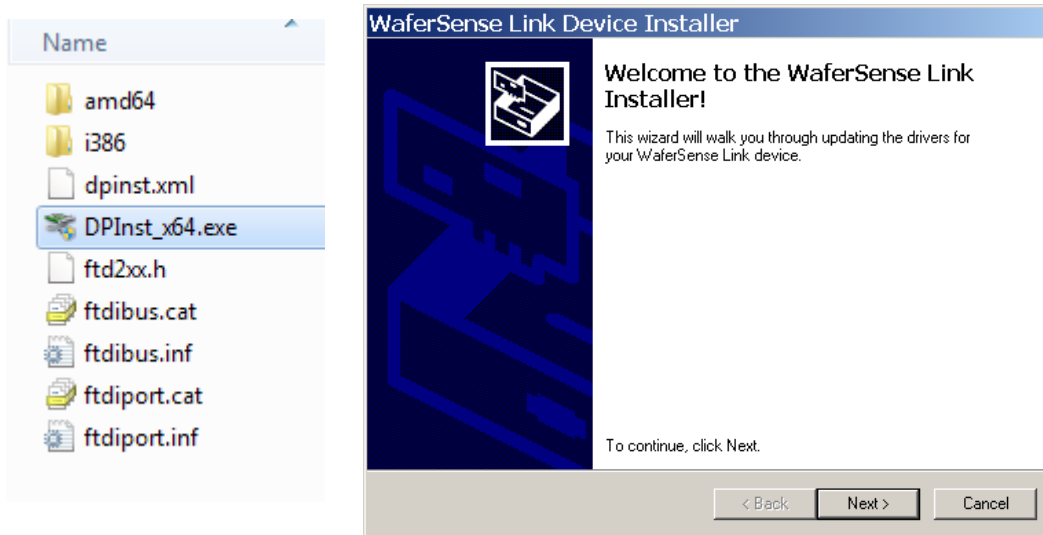 Name
amd64
i386
dpinst.xml
DPInst_x64.exe
ftd2xx.h
ftdibus.cat
ftdibus.inf
ftdiport.cat
ftdiport.inf
WaferSense Link Device Installer
Welcome to the WaferSense Link
Installer!
This wizard will walk you through updating the drivers for
your WaferSense Link device.
To continue, click Next.
< Back
Next >
Cancel